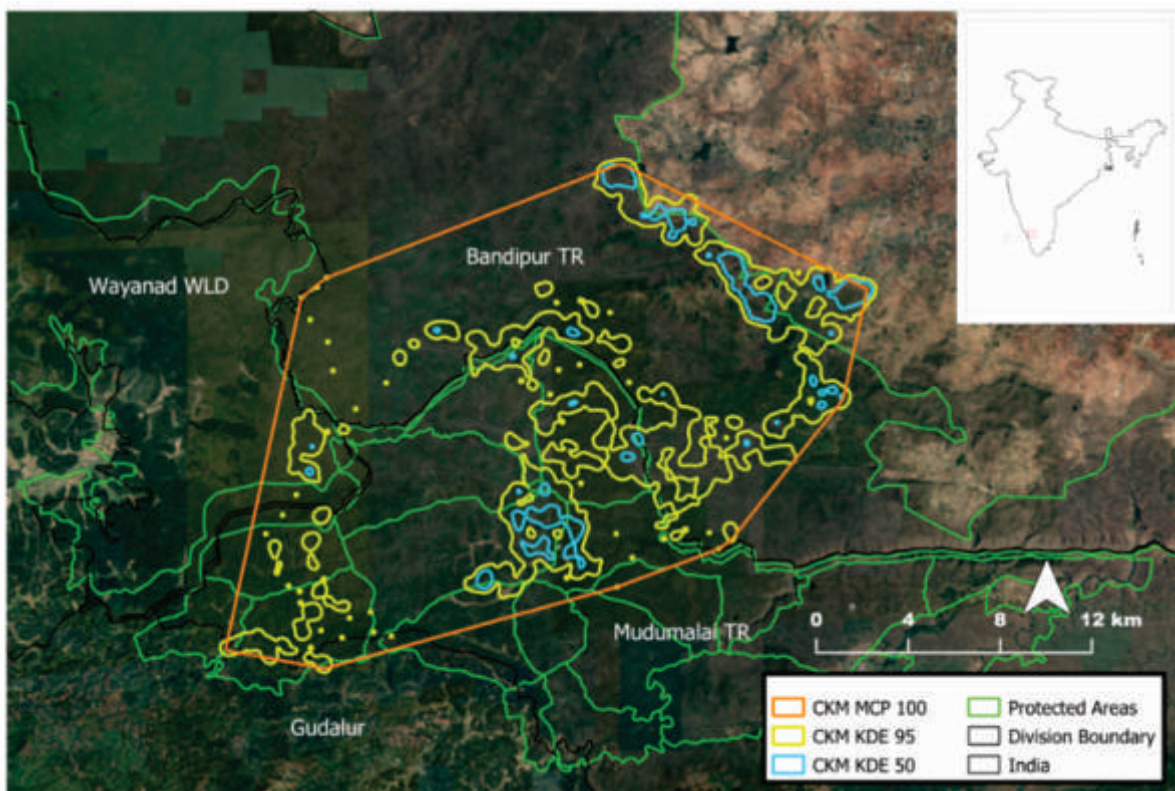 Bandipur TR
Wayanad WLD
Mudumalai TR
Gudalur
0 4 8 12 km
CKM MCP 100
CKM KDE 95
CKM KDE 50
Protected Areas
Division Boundary
India